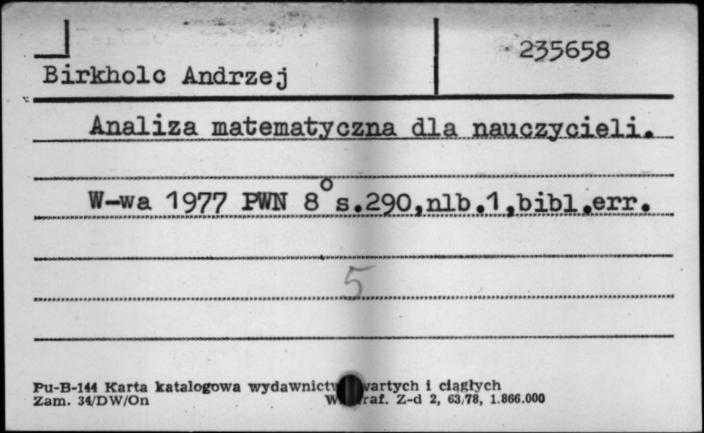 235658
Birkholc Andrzej
Analiza matematyczna dla nauczycieli.
W-wa 1977 PWN 8° s.290,nlb.1,bibl.err.
5
Pu-B-144 Karta katalogowa wydawnictw wartych i ciągłych
Zam. 34/DW/On W raf. Z-d 2, 63/78, 1.866.000